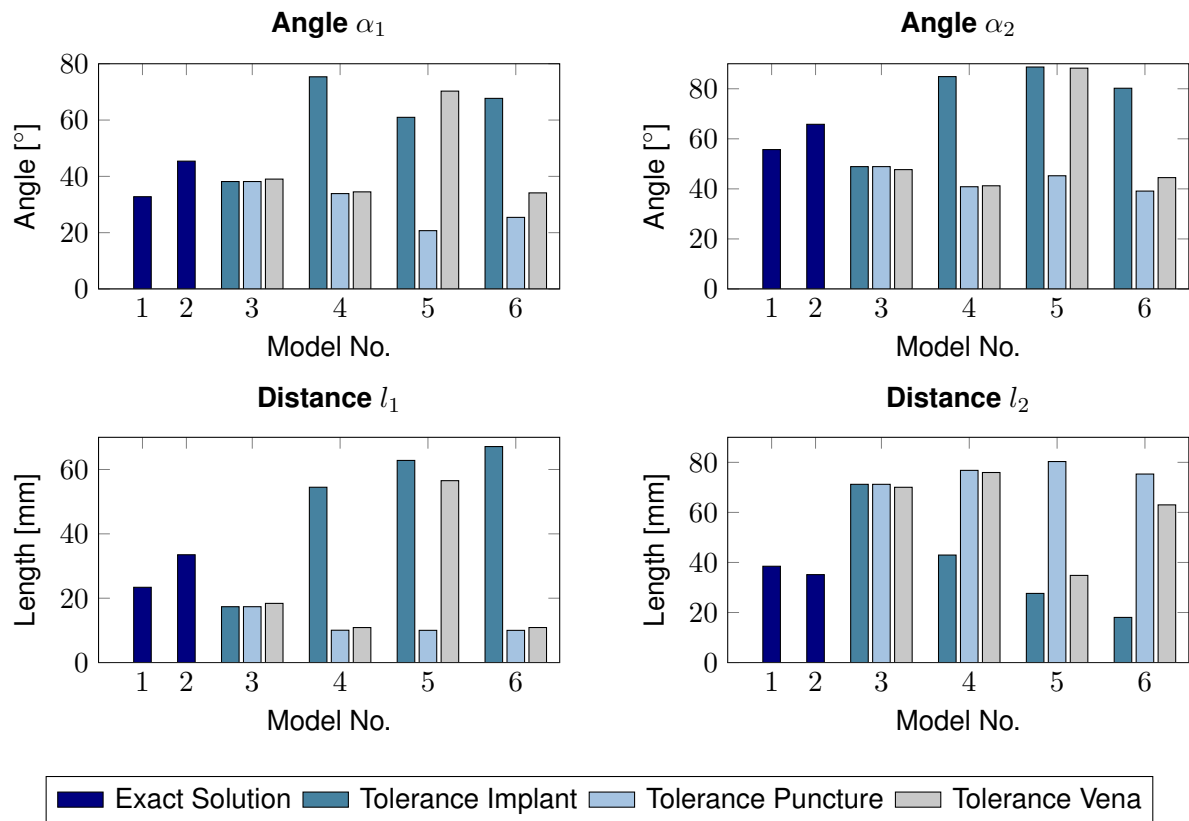 Angle α₁
Angle [°]
80
60
40
20
0
1 2 3 4 5 6
Model No.
Angle α₂
Angle [°]
80
60
40
20
0
1 2 3 4 5 6
Model No.
Distance l₁
Length [mm]
60
40
20
0
1 2 3 4 5 6
Model No.
Distance l₂
Length [mm]
80
60
40
20
0
1 2 3 4 5 6
Model No.
Exact Solution Tolerance Implant Tolerance Puncture Tolerance Vena